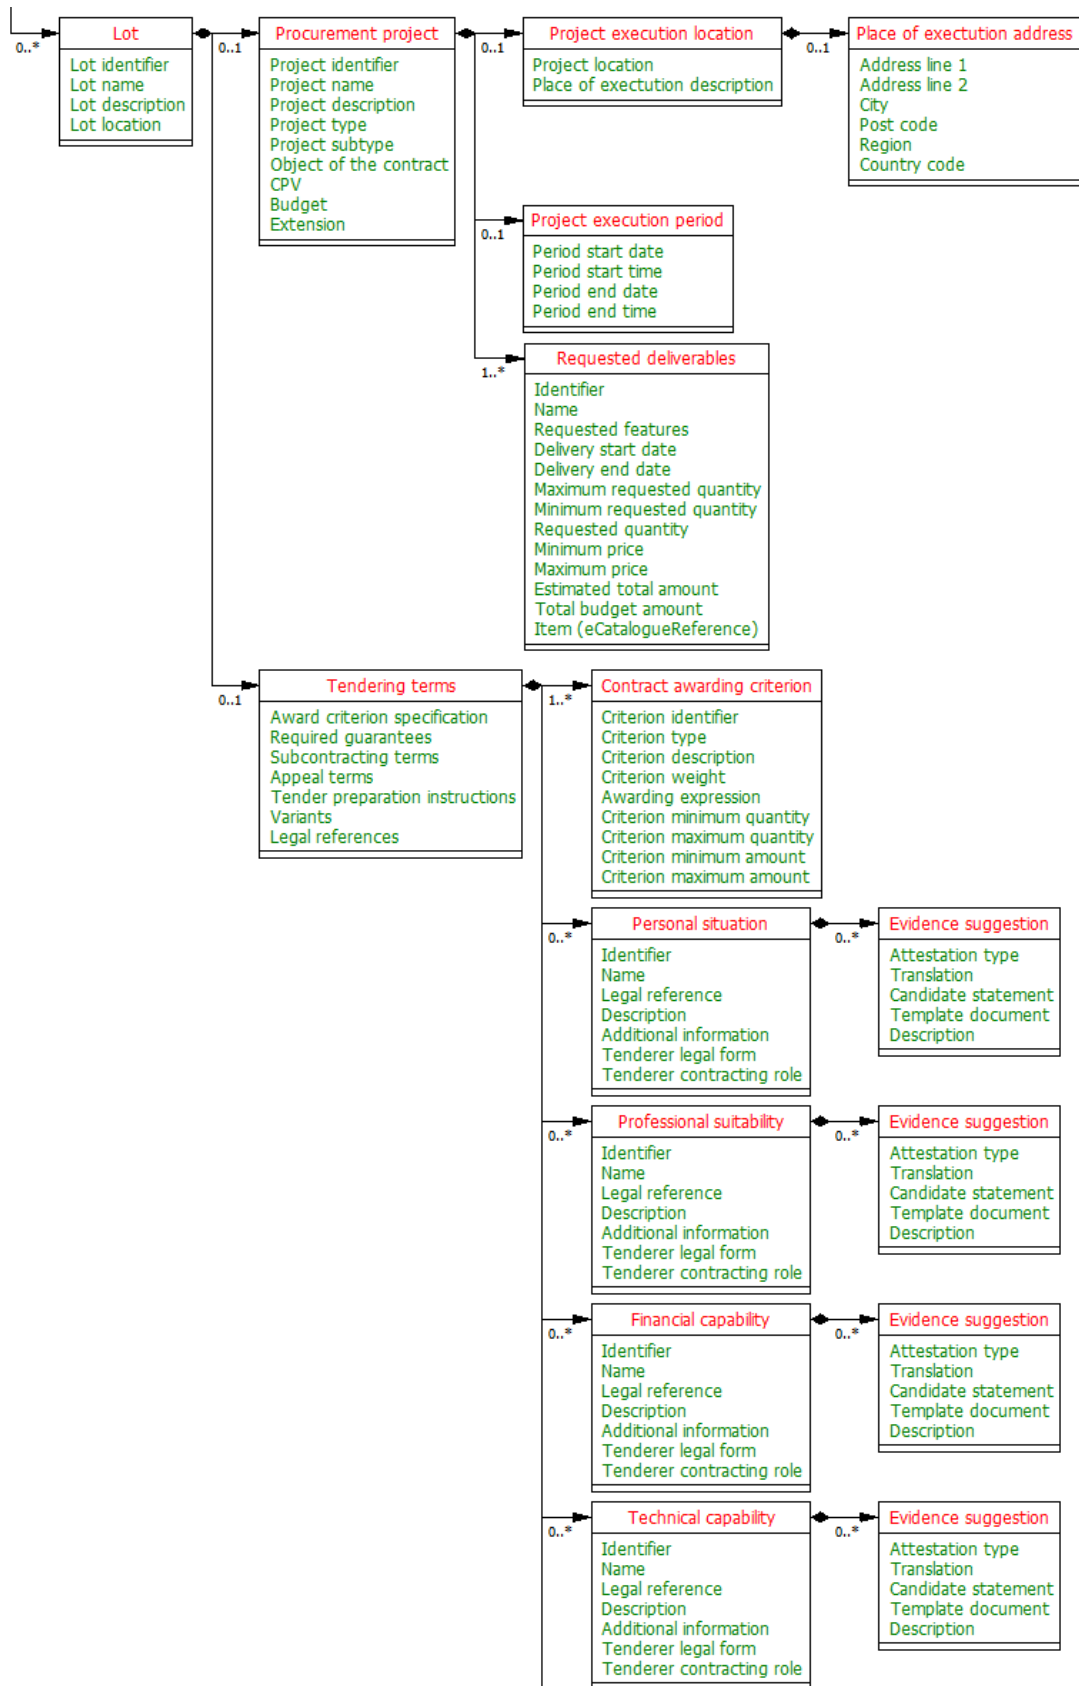 Lot
0..*
Lot identifier
Lot name
Lot description
Lot location
Procurement project
0..1
Project identifier
Project name
Project description
Project type
Project subtype
Object of the contract
CPV
Budget
Extension
Project execution location
0..1
Project location
Place of exectution description
Place of exectution address
0..1
Address line 1
Address line 2
City
Post code
Region
Country code
Project execution period
0..1
Period start date
Period start time
Period end date
Period end time
Requested deliverables
1..*
Identifier
Name
Requested features
Delivery start date
Delivery end date
Maximum requested quantity
Minimum requested quantity
Requested quantity
Minimum price
Maximum price
Estimated total amount
Total budget amount
Item (eCatalogueReference)
Tendering terms
0..1
Award criterion specification
Required guarantees
Subcontracting terms
Appeal terms
Tender preparation instructions
Variants
Legal references
Contract awarding criterion
1..*
Criterion identifier
Criterion type
Criterion description
Criterion weight
Awarding expression
Criterion minimum quantity
Criterion maximum quantity
Criterion minimum amount
Criterion maximum amount
Personal situation
0..*
Identifier
Name
Legal reference
Description
Additional information
Tenderer legal form
Tenderer contracting role
Evidence suggestion
0..*
Attestation type
Translation
Candidate statement
Template document
Description
Professional suitability
0..*
Identifier
Name
Legal reference
Description
Additional information
Tenderer legal form
Tenderer contracting role
Evidence suggestion
0..*
Attestation type
Translation
Candidate statement
Template document
Description
Financial capability
0..*
Identifier
Name
Legal reference
Description
Additional information
Tenderer legal form
Tenderer contracting role
Evidence suggestion
0..*
Attestation type
Translation
Candidate statement
Template document
Description
Technical capability
0..*
Identifier
Name
Legal reference
Description
Additional information
Tenderer legal form
Tenderer contracting role
Evidence suggestion
0..*
Attestation type
Translation
Candidate statement
Template document
Description